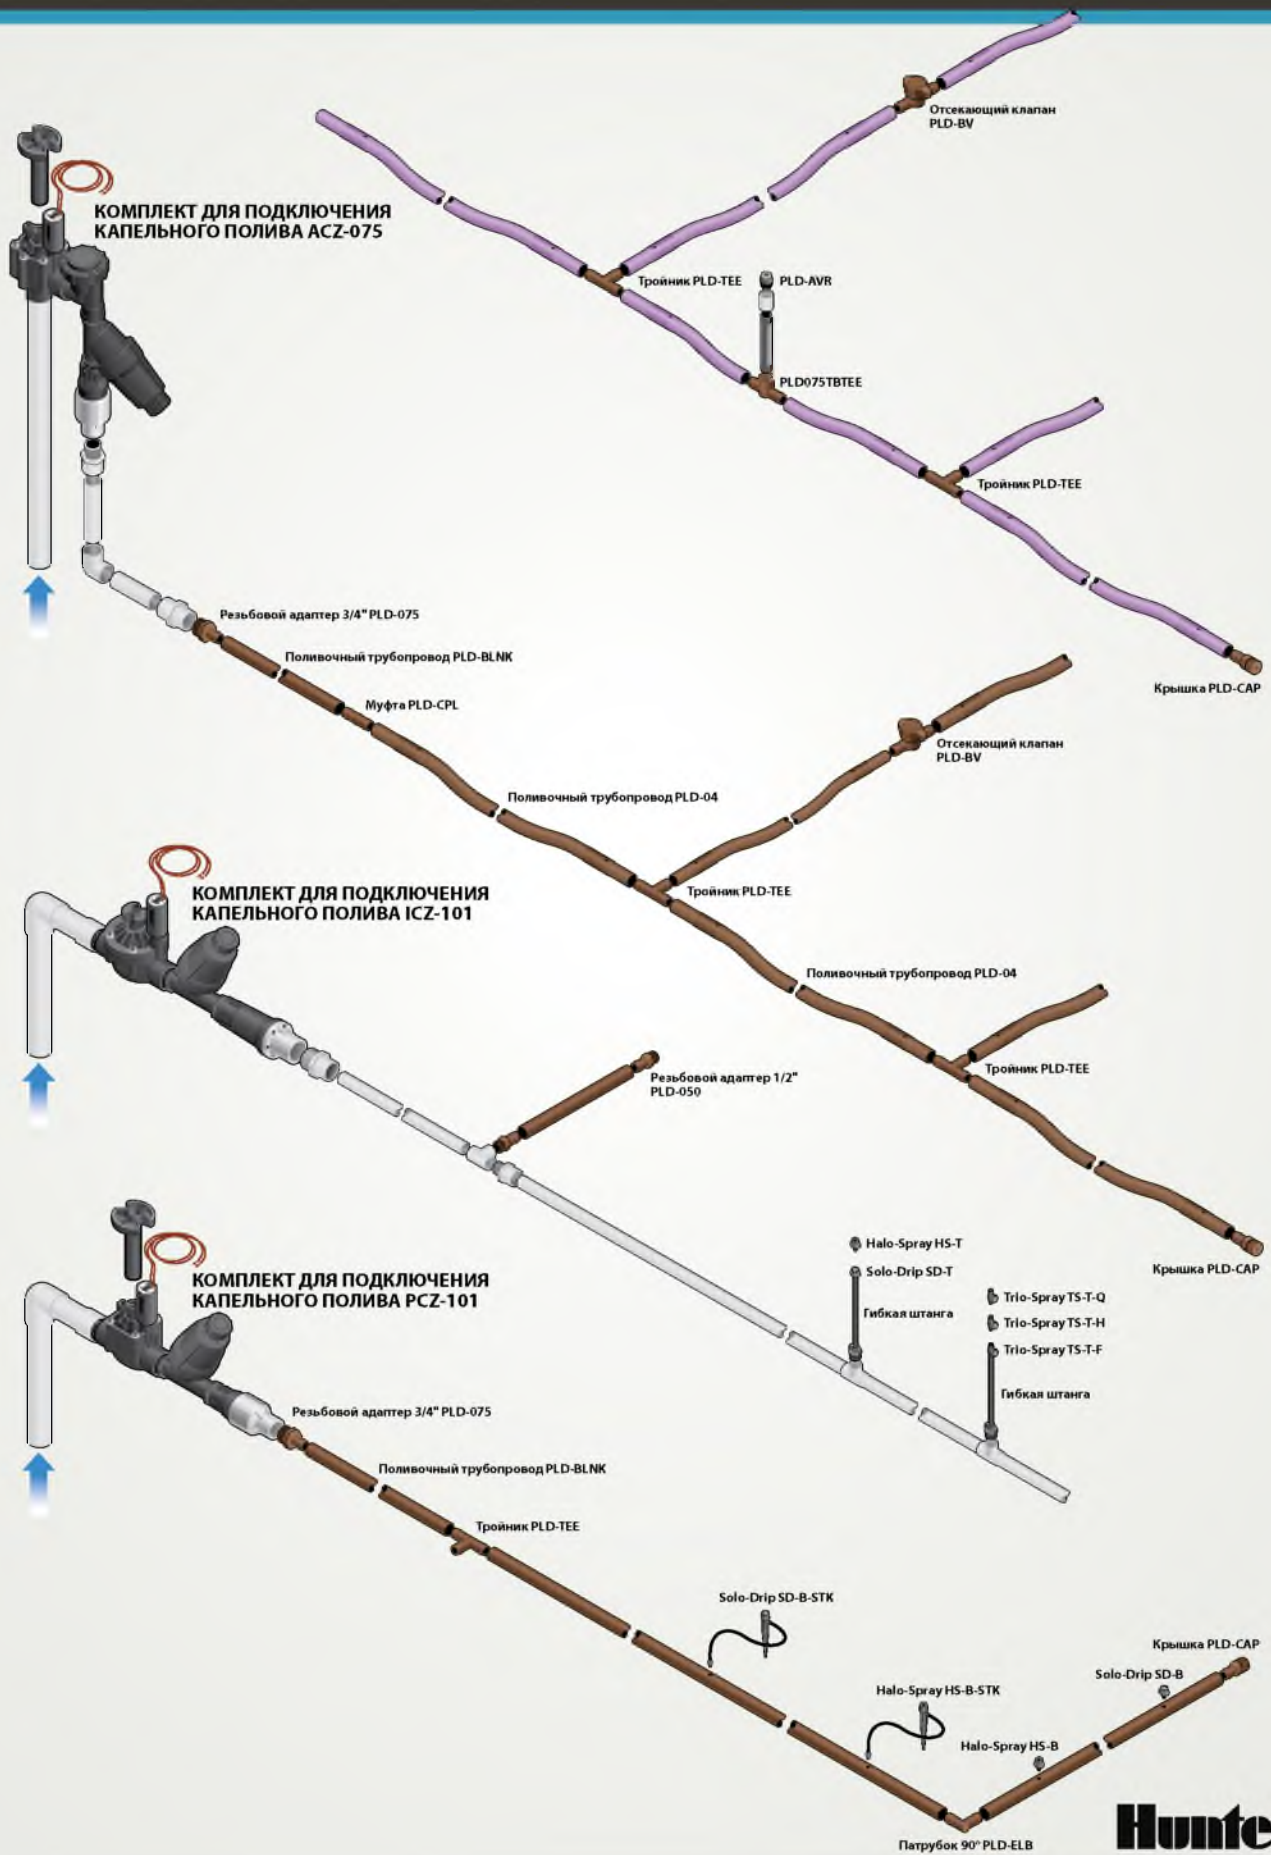 Отсекающий клапан
PLD-BV
КОМПЛЕКТ ДЛЯ ПОДКЛЮЧЕНИЯ
КАПЕЛЬНОГО ПОЛИВА ACZ-075
Тройник PLD-TEE
PLD-AVR
PLD075TBTEE
Тройник PLD-TEE
Резьбовой адаптер 3/4" PLD-075
Поливочный трубопровод PLD-BLNK
Крышка PLD-CAP
Муфта PLD-CPL
Отсекающий клапан
PLD-BV
Поливочный трубопровод PLD-04
КОМПЛЕКТ ДЛЯ ПОДКЛЮЧЕНИЯ
КАПЕЛЬНОГО ПОЛИВА ICZ-101
Тройник PLD-TEE
Поливочный трубопровод PLD-04
Тройник PLD-TEE
Резьбовой адаптер 1/2"
PLD-050
Halo-Spray HS-T
Solo-Drip SD-T
Крышка PLD-CAP
КОМПЛЕКТ ДЛЯ ПОДКЛЮЧЕНИЯ
КАПЕЛЬНОГО ПОЛИВА PCZ-101
Trio-Spray TS-T-Q
Гибкая штанга
Trio-Spray TS-T-H
Trio-Spray TS-T-F
Гибкая штанга
Резьбовой адаптер 3/4" PLD-075
Поливочный трубопровод PLD-BLNK
Тройник PLD-TEE
Solo-Drip SD-B-STK
Крышка PLD-CAP
Solo-Drip SD-B
Halo-Spray HS-B-STK
Halo-Spray HS-B
Hunte
Патрубок 90° PLD-ELB